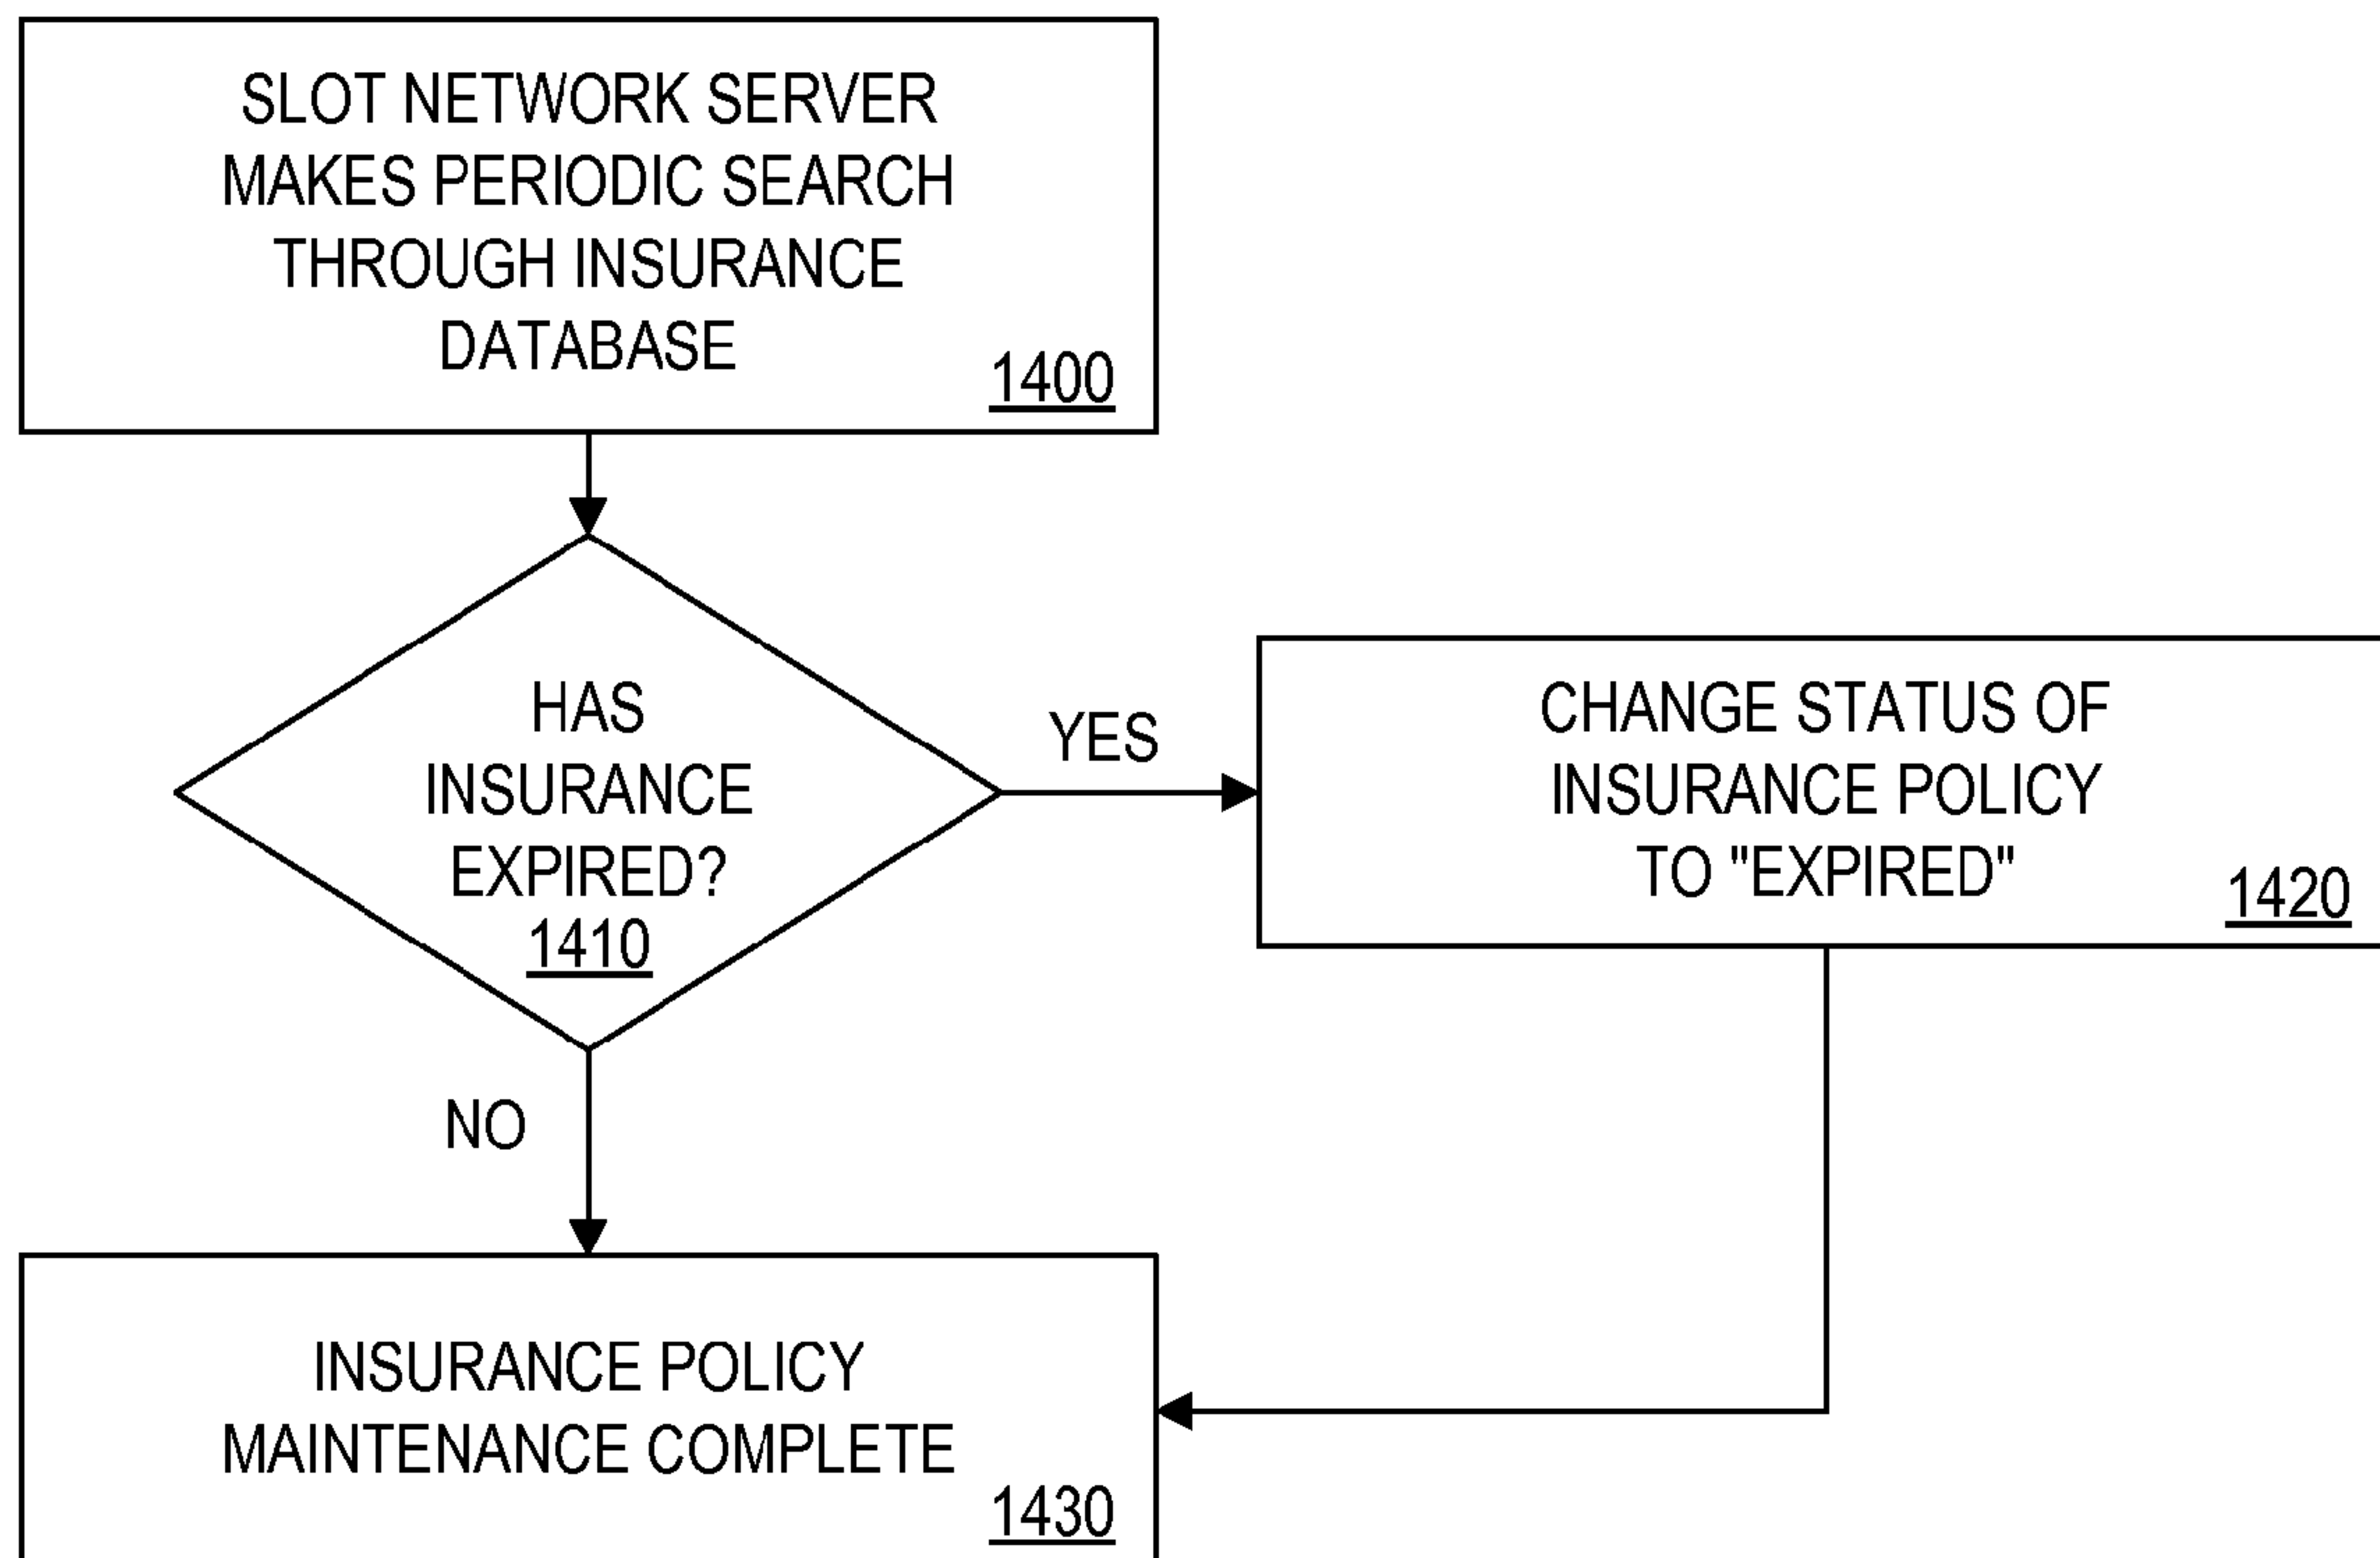 SLOT NETWORK SERVER
MAKES PERIODIC SEARCH
THROUGH INSURANCE
DATABASE
1400
HAS
INSURANCE
EXPIRED?
1410
YES
CHANGE STATUS OF
INSURANCE POLICY
TO "EXPIRED"
1420
NO
INSURANCE POLICY
MAINTENANCE COMPLETE
1430